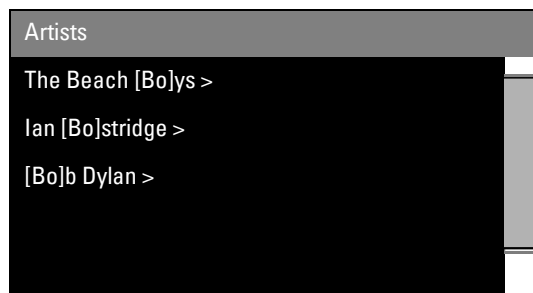 Artists
The Beach [Bo]ys >
Ian [Bo]stridge >
[Bo]b Dylan >